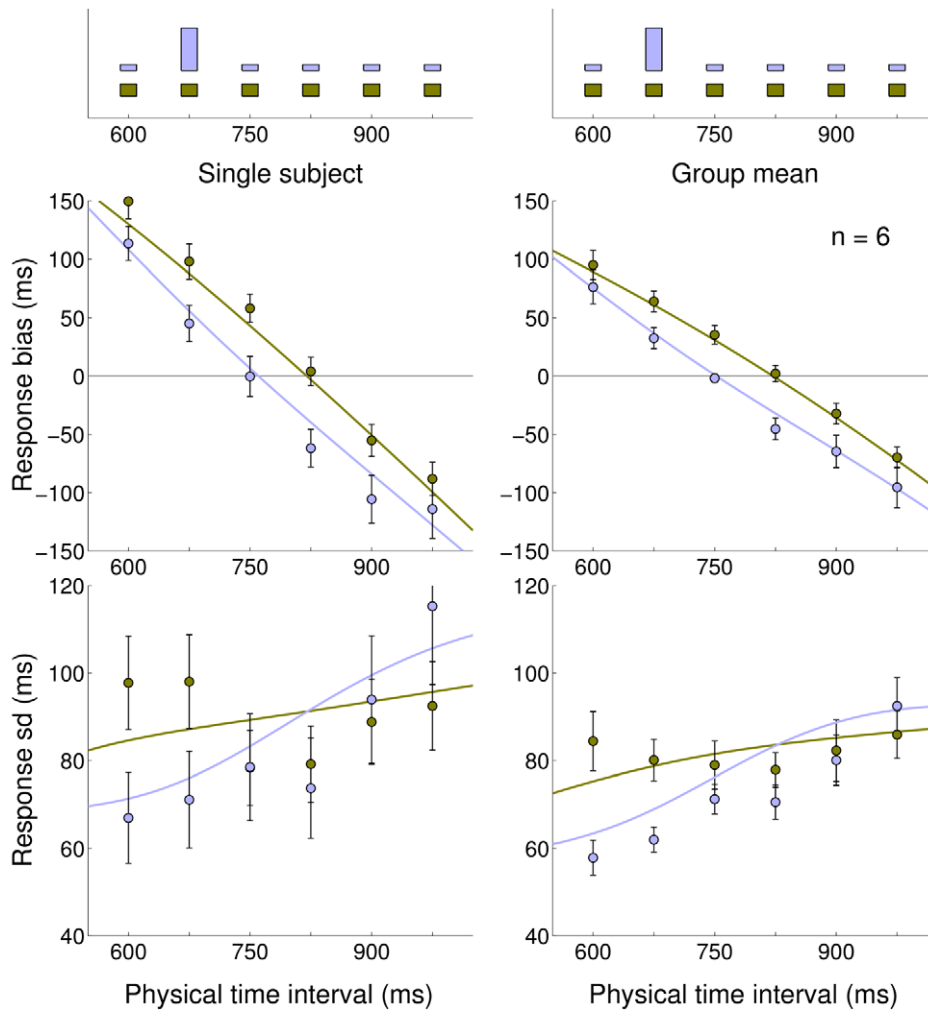 600 750 900
600 750 900
Single subject
Group mean
150
100
50
0
−50
−100
−150
Response bias (ms)
600 750 900
150
100
50
0
−50
−100
−150
n = 6
600 750 900
120
100
80
60
40
Response sd (ms)
600 750 900
Physical time interval (ms)
120
100
80
60
40
600 750 900
Physical time interval (ms)